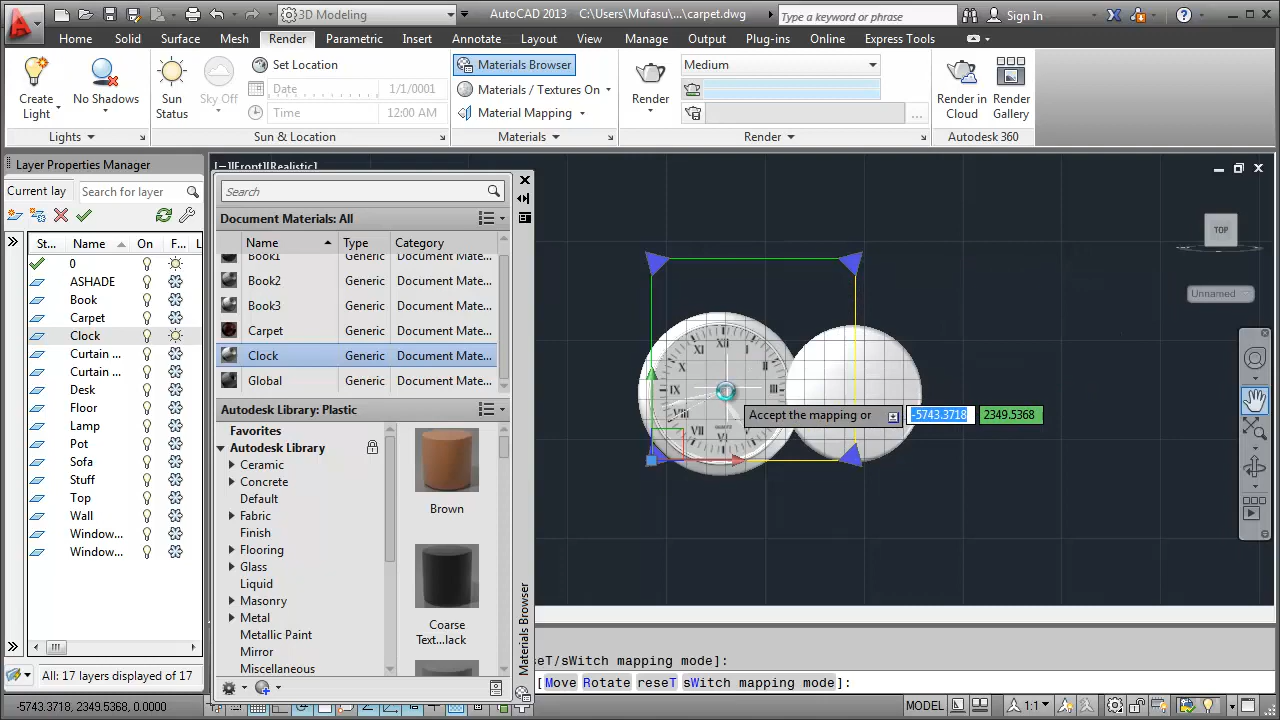 3D Modeling
AutoCAD 2013 C:\Users\Mufasu\...\carpet.dwg
Type a keyword or phrase
Sign In
Home Solid Surface Mesh Render Parametric Insert Annotate Layout View Manage Output Plug-ins Online Express Tools
Create Light
No Shadows
Lights
Sun Status
Sky Off
Set Location
Date 1/1/0001
Time 12:00 AM
Sun & Location
Materials Browser
Materials / Textures On
Material Mapping
Materials
Render
Medium
Render
Render in Cloud
Render Gallery
Autodesk 360
Layer Properties Manager
Current lay
Search for layer
St... Name On F... L
0
ASHADE
Book
Carpet
Clock
Curtain ...
Curtain ...
Desk
Floor
Lamp
Pot
Sofa
Stuff
Top
Wall
Window...
Window...
All: 17 layers displayed of 17
[−][Front][Realistic]
Search
Document Materials: All
Name Type Category
Book1 Generic Document Mate...
Book2 Generic Document Mate...
Book3 Generic Document Mate...
Carpet Generic Document Mate...
Clock Generic Document Mate...
Global Generic Document Mate...
Autodesk Library: Plastic
Favorites
Autodesk Library
Ceramic
Concrete
Default
Fabric
Finish
Flooring
Glass
Liquid
Masonry
Metal
Metallic Paint
Mirror
Miscellaneous
Brown
Coarse
Text...lack
Materials Browser
XII
XI I
X II
IX III
VIII
VII VI
QUARTZ
Accept the mapping or -5743.3718 2349.5368
TOP
Unnamed
eseT/sWitch mapping mode]:
[Move Rotate reseT sWitch mapping mode]:
-5743.3718, 2349.5368, 0.0000
MODEL
1:1